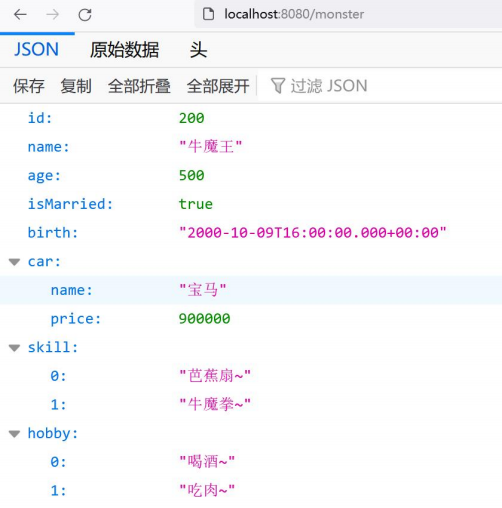 localhost:8080/monster
JSON 原始数据 头
保存 复制 全部折叠 全部展开 过滤 JSON
id: 200
name: "牛魔王"
age: 500
isMarried: true
birth: "2000-10-09T16:00:00.000+00:00"
car:
name: "宝马"
price: 900000
skill:
0: "芭蕉扇~"
1: "牛魔拳~"
hobby:
0: "喝酒~"
1: "吃肉~"